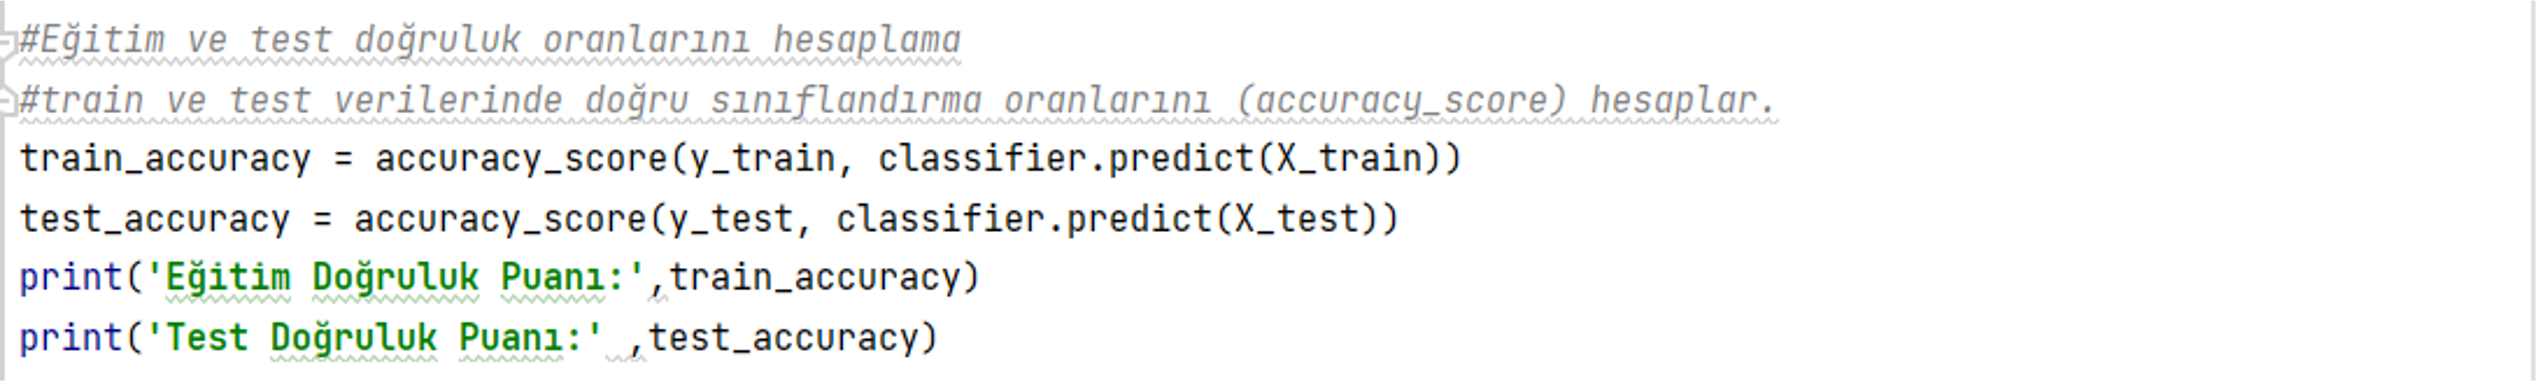 #Eğitim ve test doğruluk oranlarını hesaplama
#train ve test verilerinde doğru sınıflandırma oranlarını (accuracy_score) hesaplar.
train_accuracy = accuracy_score(y_train, classifier.predict(X_train))
test_accuracy = accuracy_score(y_test, classifier.predict(X_test))
print('Eğitim Doğruluk Puanı:',train_accuracy)
print('Test Doğruluk Puanı:' ,test_accuracy)